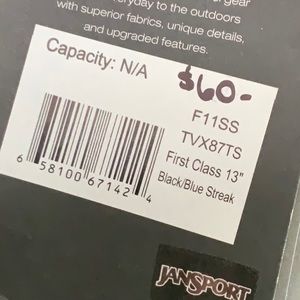 gear
everyday to the outdoors
with superior fabrics, unique details,
and upgraded features.
Capacity: N/A
$60-
F11SS
TVX87TS
First Class 13"
Black/Blue Streak
6 58100 67142 4
JANSPORT